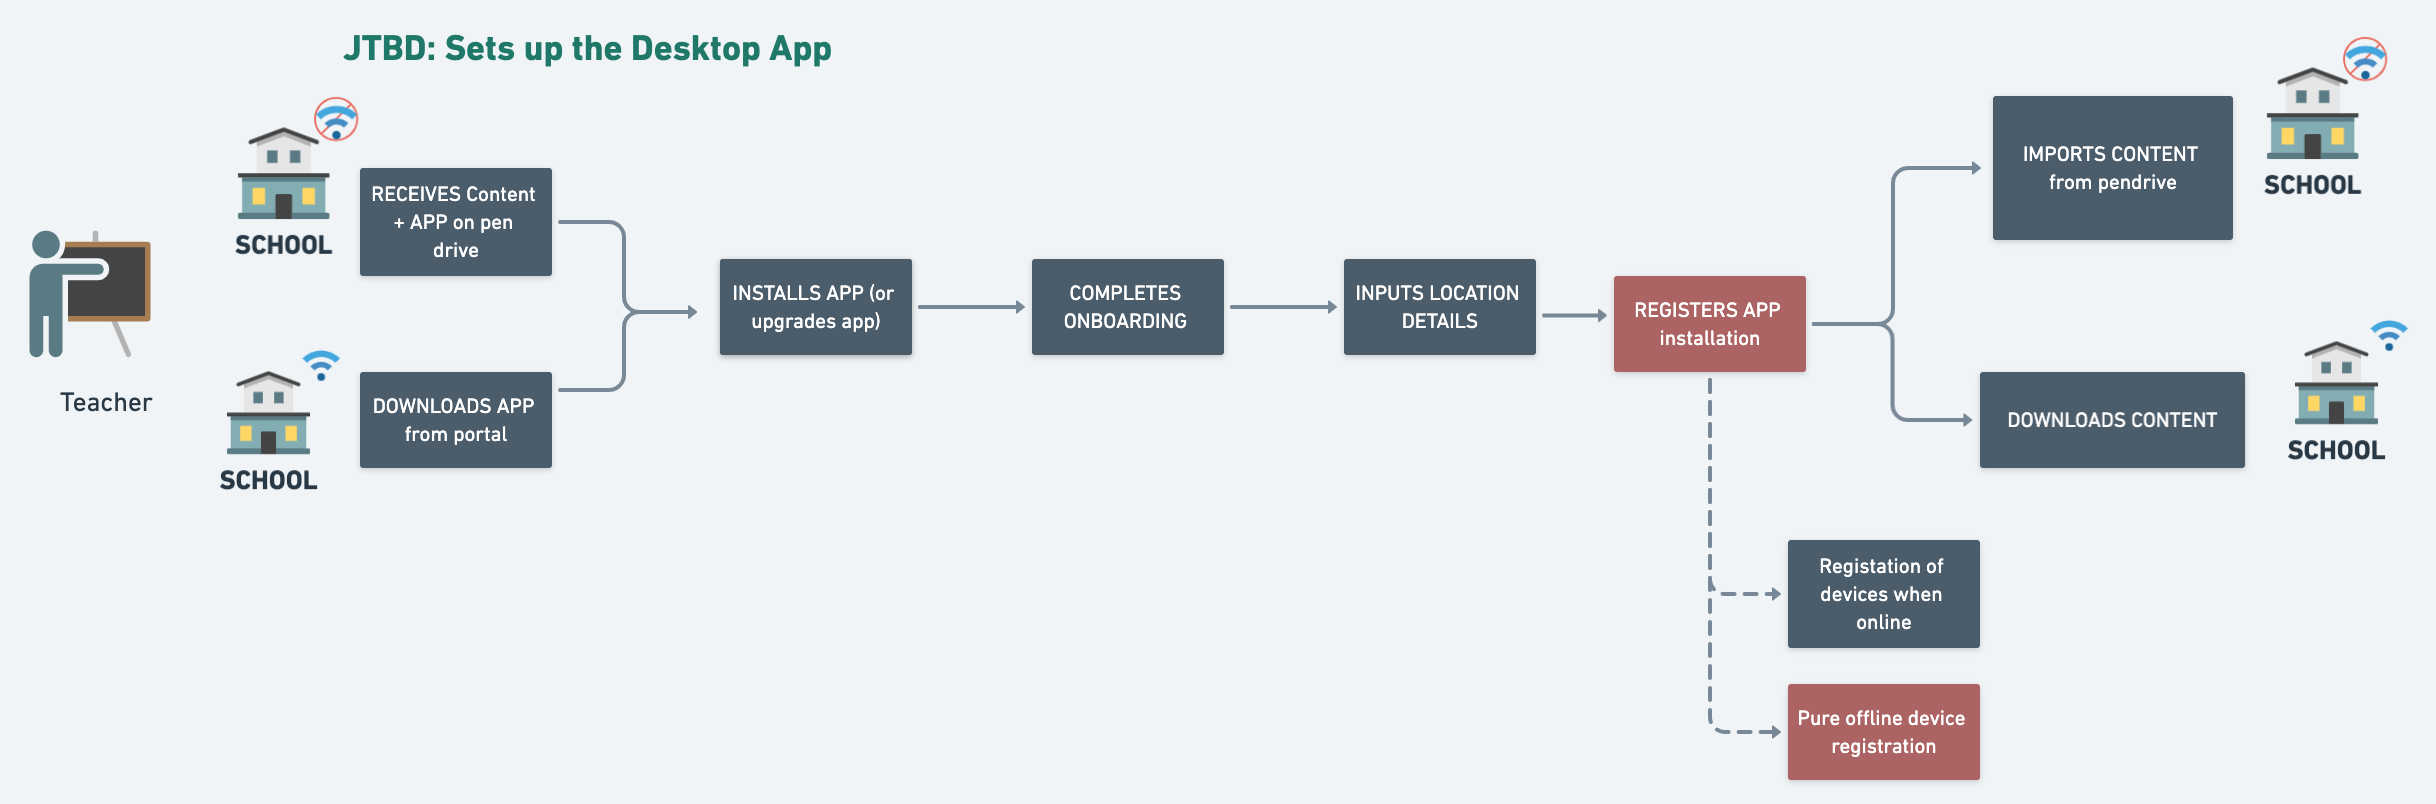 JTBD: Sets up the Desktop App
SCHOOL
RECEIVES Content
+ APP on pen
drive
Teacher
SCHOOL
DOWNLOADS APP
from portal
INSTALLS APP (or
upgrades app)
COMPLETES
ONBOARDING
INPUTS LOCATION
DETAILS
REGISTERS APP
installation
IMPORTS CONTENT
from pendrive
SCHOOL
DOWNLOADS CONTENT
SCHOOL
Registation of
devices when
online
Pure offline device
registration